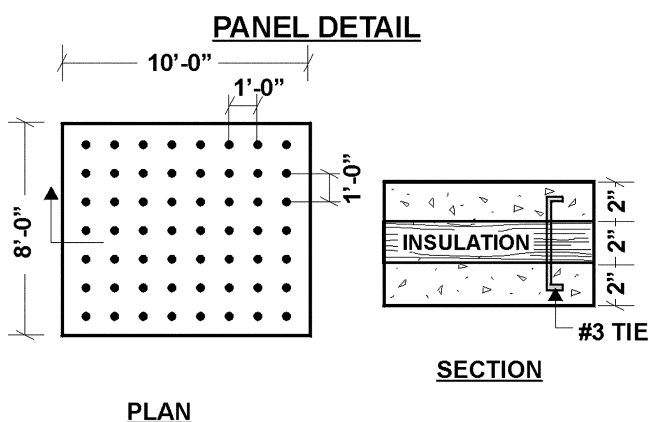 PANEL DETAIL
10'-0"
1'-0"
1'-0"
8'-0"
INSULATION
2"
2"
2"
#3 TIE
SECTION
PLAN